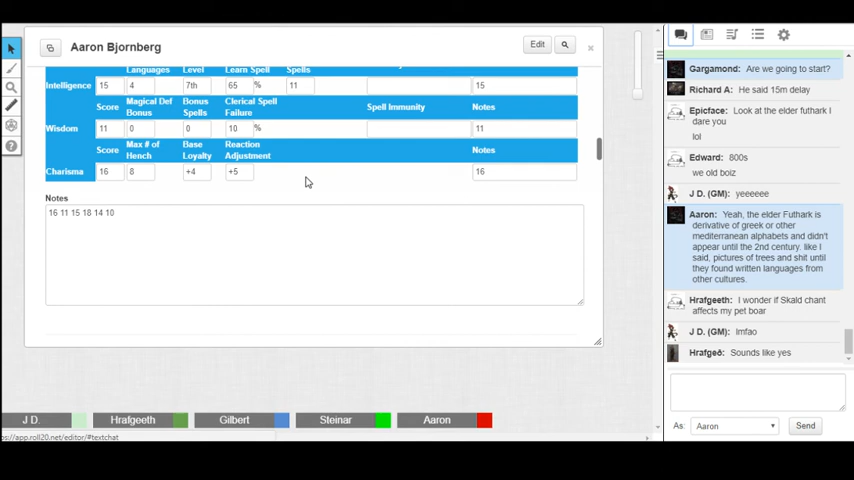 Aaron Bjornberg
Edit
Languages Level Learn Spell Spells
Intelligence 15 4 7th 65 % 11 15
Score Magical Def Bonus Bonus Spells Clerical Spell Failure Spell Immunity Notes
Wisdom 11 0 0 10 % 11
Score Max # of Hench Base Loyalty Reaction Adjustment Notes
Charisma 16 8 +4 +5 16
Notes
16 11 15 18 14 10
J D. Hrafgeeth Gilbert Steinar Aaron
ps://app.roll20.net/editor/#textchat
Gargamond: Are we going to start?
Richard A: He said 15m delay
Epicface: Look at the elder futhark I
dare you
lol
Edward: 800s
we old boiz
J D. (GM): yeeeeee
Aaron: Yeah, the elder Futhark is
derivative of greek or other
mediterranean alphabets and didn't
appear until the 2nd century. like I
said, pictures of trees and shit until
they found written languages from
other cultures.
Hrafgeeth: I wonder if Skald chant
affects my pet boar
J D. (GM): lmfao
Hrafgeð: Sounds like yes
As: Aaron Send